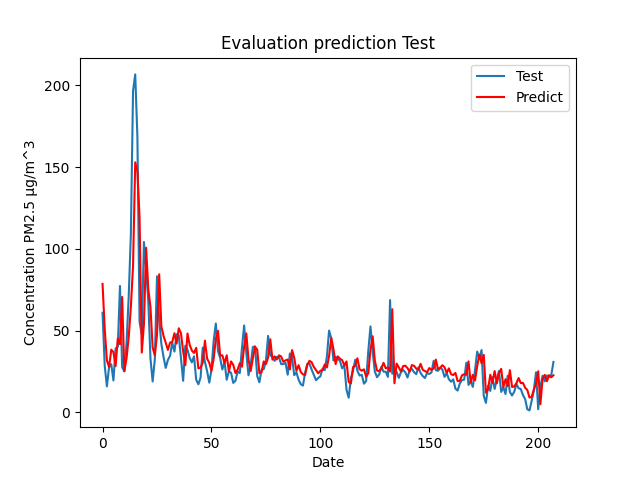 Evaluation prediction Test
Test
Predict
200
150
100
50
0
Concentration PM2.5 μg/m^3
0 50 100 150 200
Date